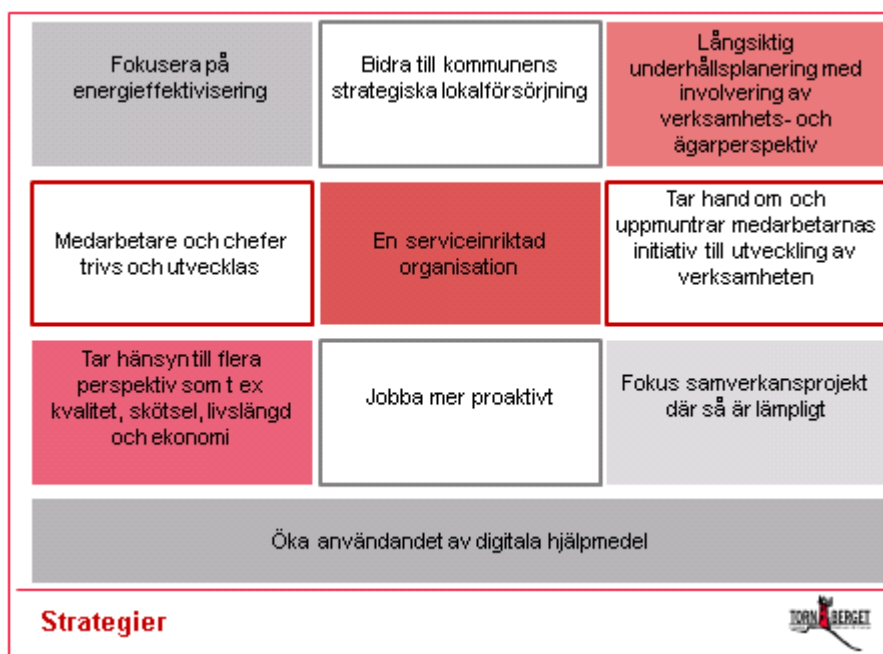 Fokusera på
energieffektivisering
Bidra till kommunens
strategiska lokalförsörjning
Långsiktig
underhållsplanering med
involvering av
verksamhets- och
ägarperspektiv
Medarbetare och chefer
trivs och utvecklas
En serviceinriktad
organisation
Tar hand om och
uppmuntrar medarbetarnas
initiativ till utveckling av
verksamheten
Tar hänsyn till flera
perspektiv som t ex
kvalitet, skötsel, livslängd
och ekonomi
Jobba mer proaktivt
Fokus samverkansprojekt
där så är lämpligt
Öka användandet av digitala hjälpmedel
Strategier
TORNBERGET